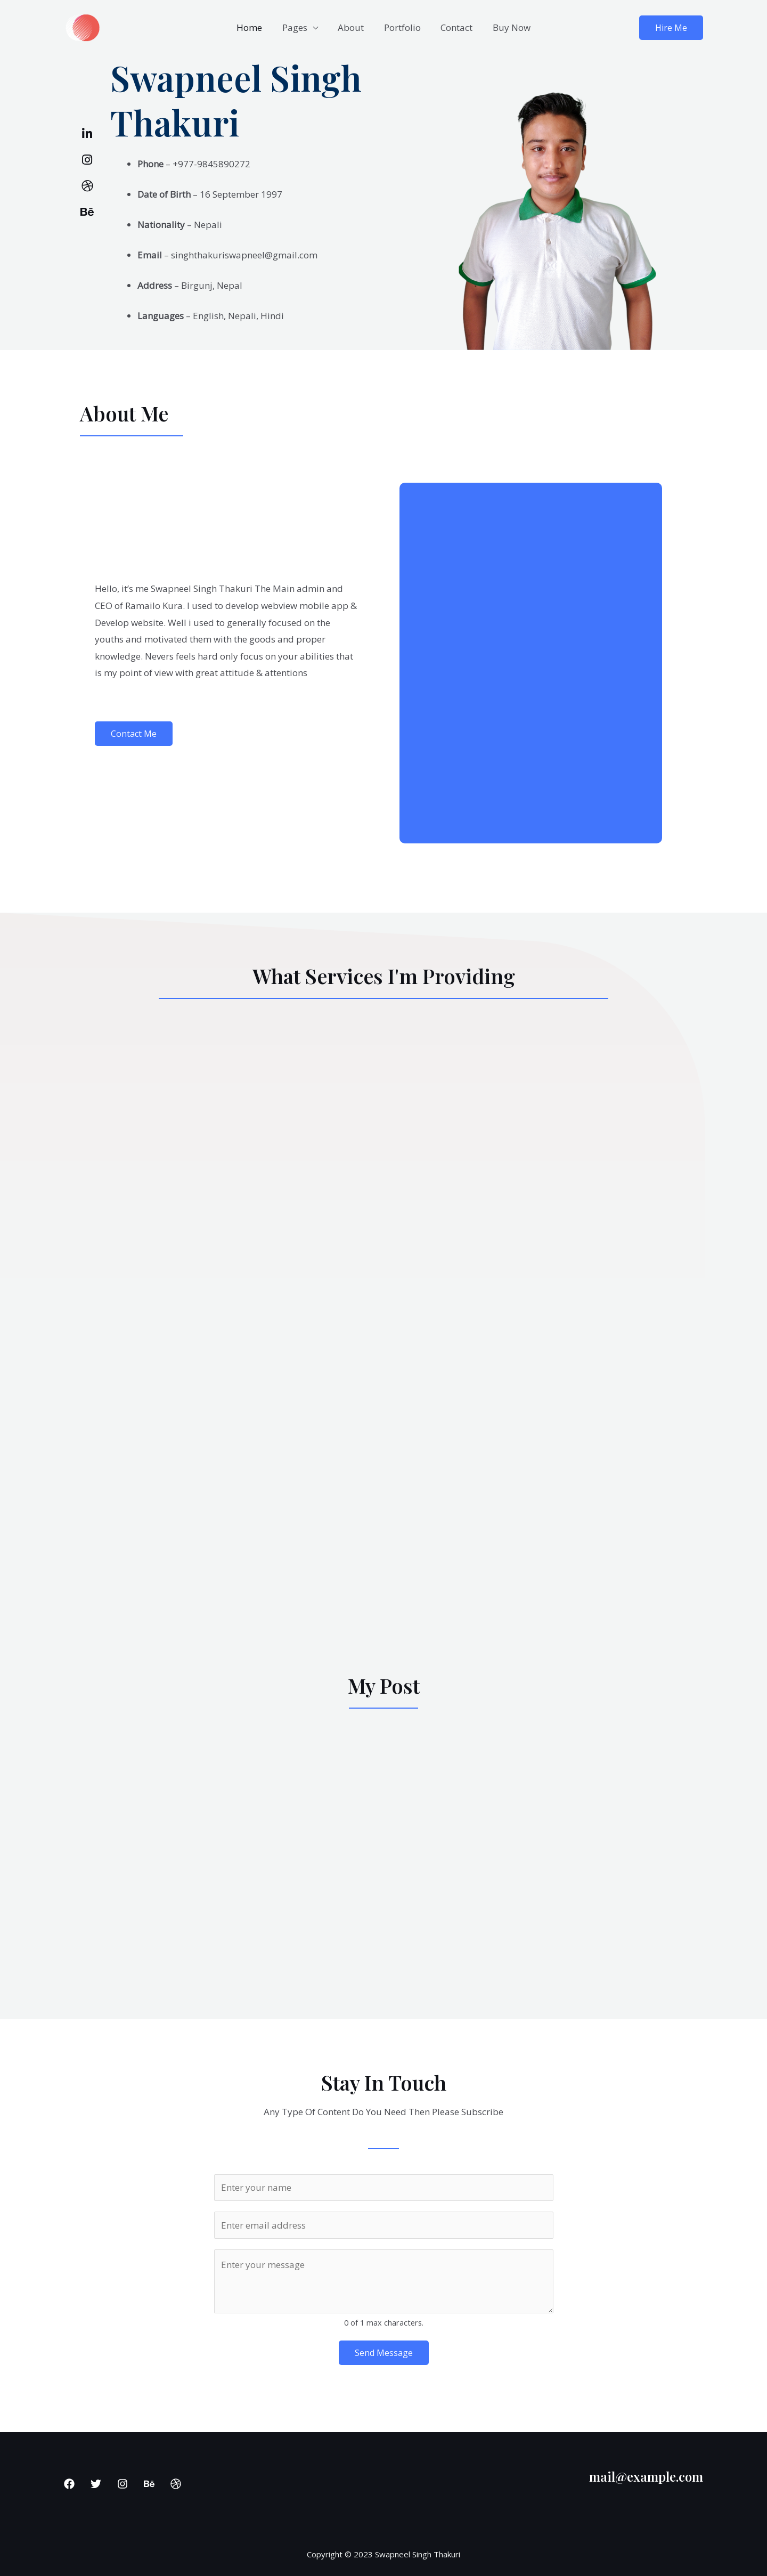 Home Pages About Portfolio Contact Buy Now Hire Me
Swapneel Singh
Thakuri
Phone – +977-9845890272
Date of Birth – 16 September 1997
Nationality – Nepali
Email – singhthakuriswapneel@gmail.com
Address – Birgunj, Nepal
Languages – English, Nepali, Hindi
About Me
Hello, it’s me Swapneel Singh Thakuri The Main admin and
CEO of Ramailo Kura. I used to develop webview mobile app &
Develop website. Well i used to generally focused on the
youths and motivated them with the goods and proper
knowledge. Nevers feels hard only focus on your abilities that
is my point of view with great attitude & attentions
Contact Me
What Services I'm Providing
My Post
Stay In Touch
Any Type Of Content Do You Need Then Please Subscribe
Enter your name
Enter email address
Enter your message
0 of 1 max characters.
Send Message
mail@example.com
Copyright © 2023 Swapneel Singh Thakuri